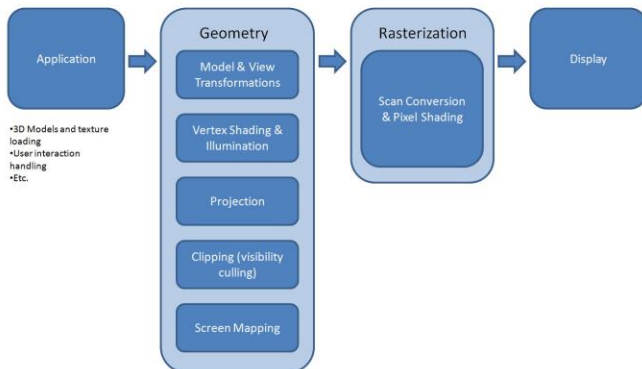 Application
•3D Models and texture
loading
•User interaction
handling
•Etc.
Geometry
Model & View
Transformations
Vertex Shading &
Illumination
Projection
Clipping (visibility
culling)
Screen Mapping
Rasterization
Scan Conversion
& Pixel Shading
Display